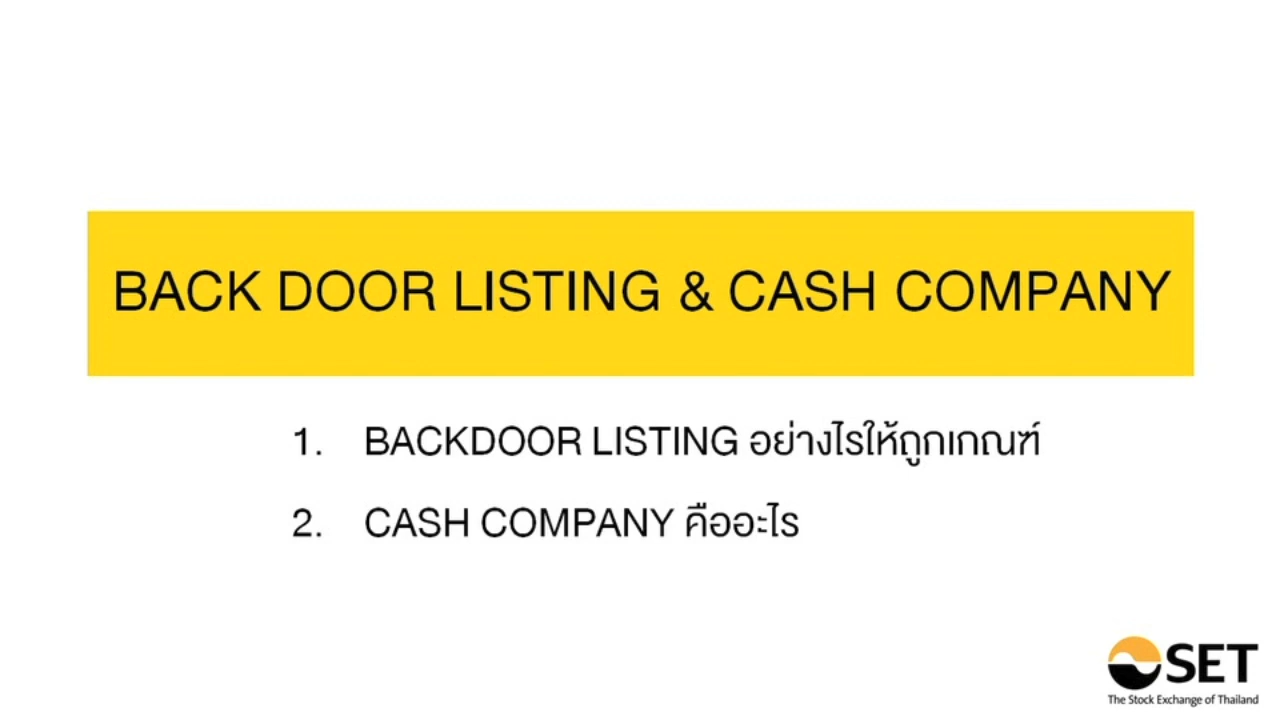 BACK DOOR LISTING & CASH COMPANY
1. BACKDOOR LISTING อย่างไรให้ถูกเกณฑ์
2. CASH COMPANY คืออะไร
SET
The Stock Exchange of Thailand